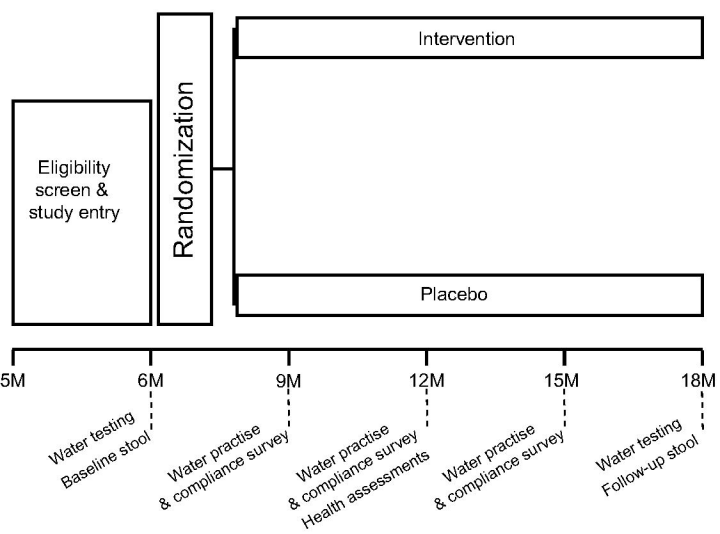 Intervention
Randomization
Eligibility
screen &
study entry
Placebo
5M
6M
9M
12M
15M
18M
Water testing
Baseline stool
Water practise
& compliance survey
Water practise
& compliance survey
Health assessments
Water practise
& compliance survey
Water testing
Follow-up stool